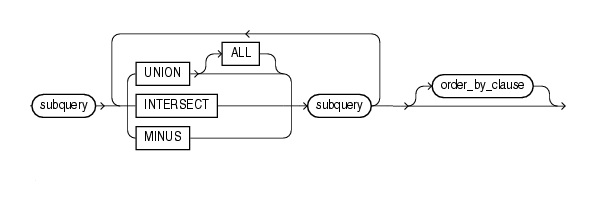 ALL
UNION
order_by_clause
subquery
INTERSECT
subquery
MINUS